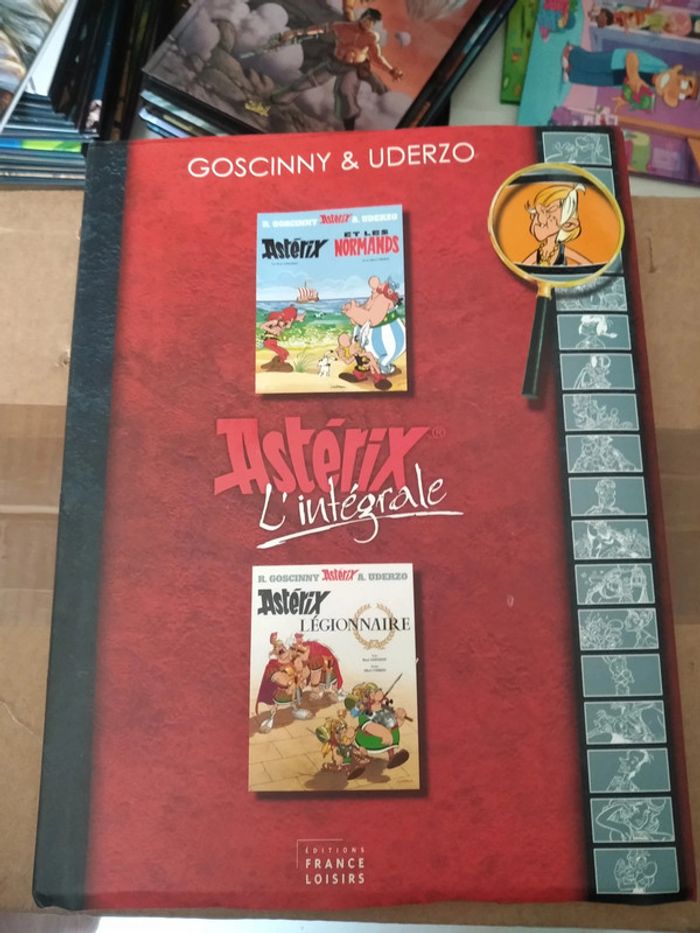 GOSCINNY & UDERZO
R. GOSCINNY Astérix A. UDERZO
Astérix
ET LES
NORMANDS
Astérix®
L'intégrale
R. GOSCINNY Astérix A. UDERZO
Astérix
LÉGIONNAIRE
ÉDITIONS
FRANCE
LOISIRS